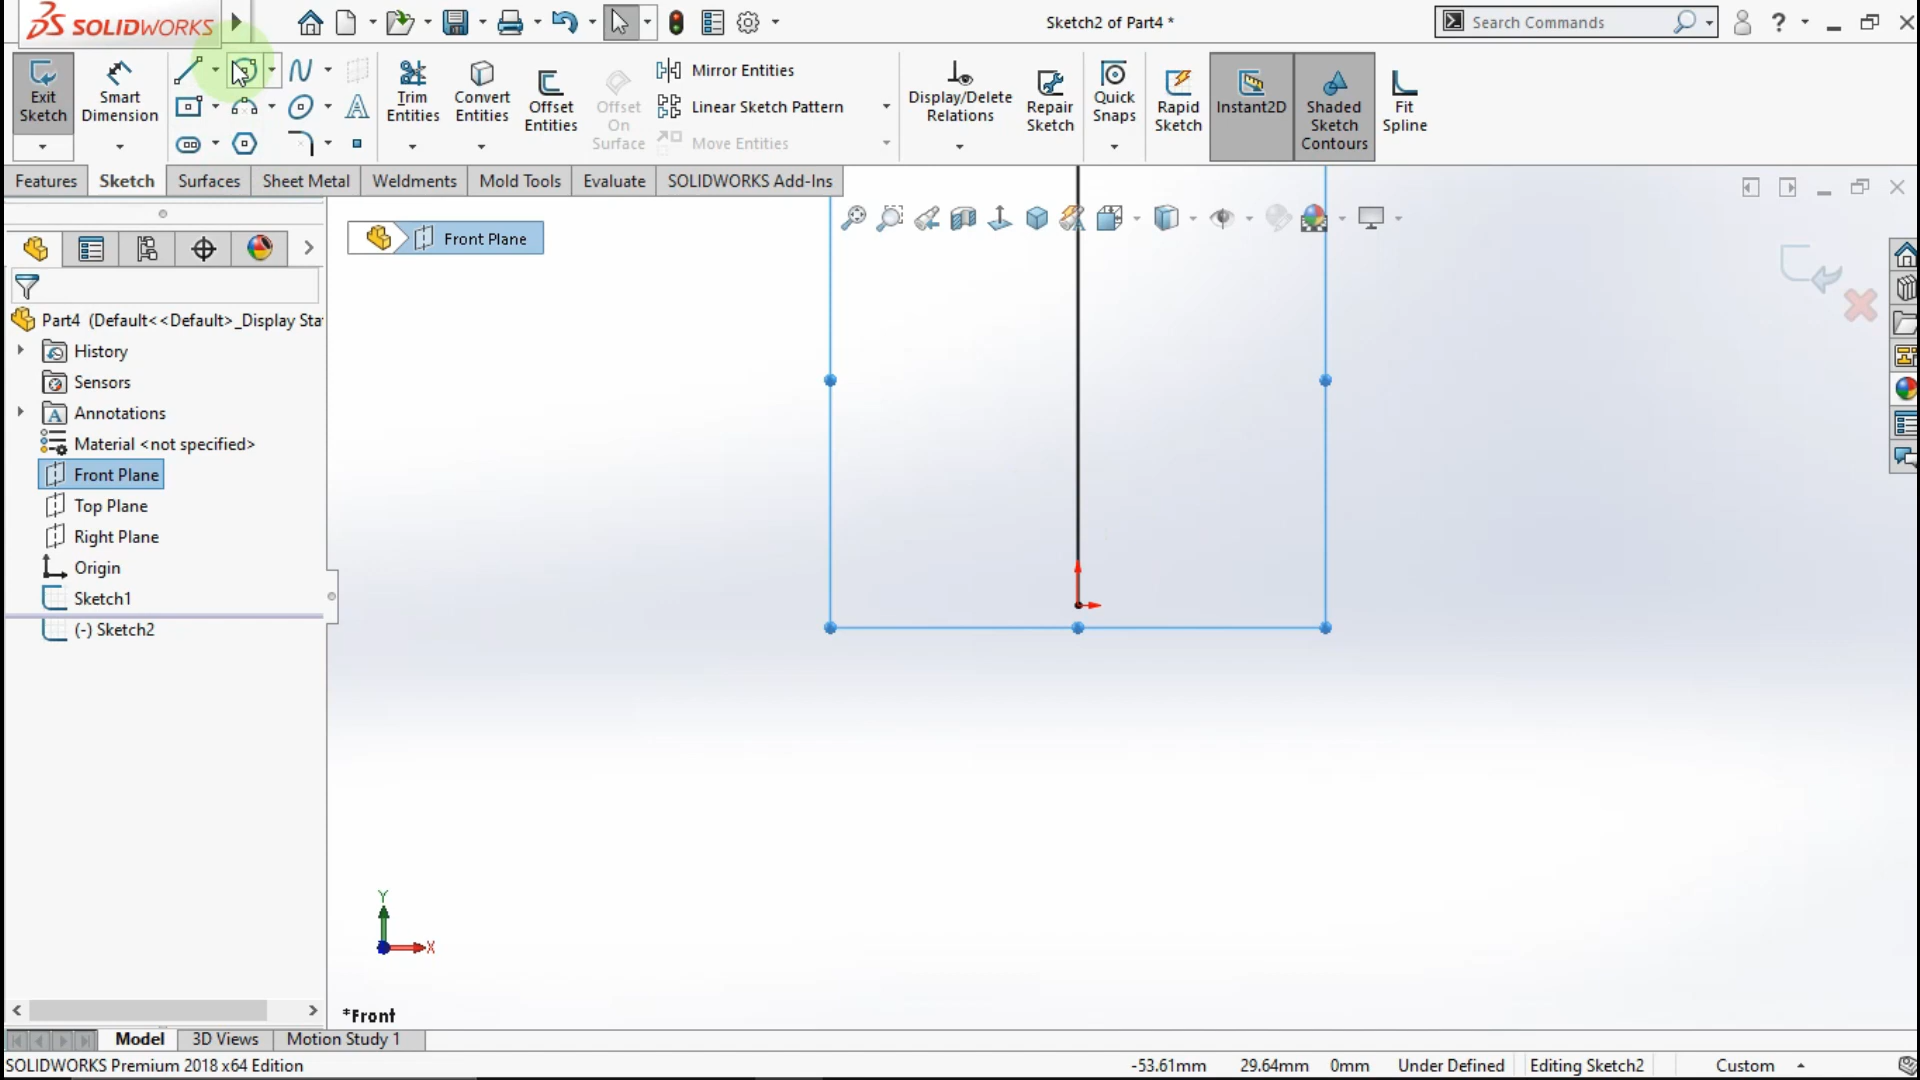 SOLIDWORKS
Sketch2 of Part4 *
Search Commands
Exit Sketch
Smart Dimension
Trim Entities
Convert Entities
Offset Entities
Offset On Surface
Mirror Entities
Linear Sketch Pattern
Move Entities
Display/Delete Relations
Repair Sketch
Quick Snaps
Rapid Sketch
Instant2D
Shaded Sketch Contours
Fit Spline
Features
Sketch
Surfaces
Sheet Metal
Weldments
Mold Tools
Evaluate
SOLIDWORKS Add-Ins
Front Plane
Part4 (Default<<Default>_Display Sta
History
Sensors
Annotations
Material <not specified>
Front Plane
Top Plane
Right Plane
Origin
Sketch1
(-) Sketch2
Y
X
*Front
Model
3D Views
Motion Study 1
SOLIDWORKS Premium 2018 x64 Edition
-53.61mm
29.64mm
0mm
Under Defined
Editing Sketch2
Custom